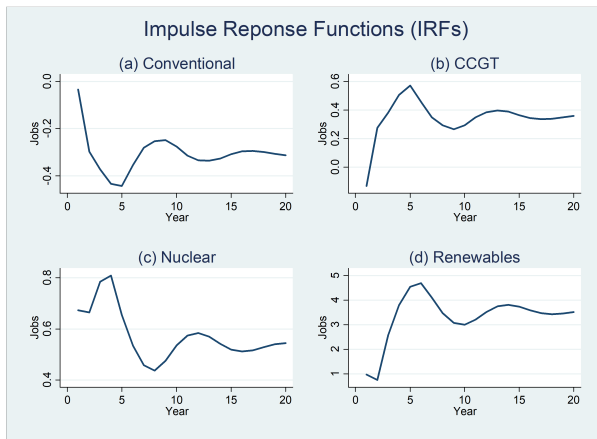 Impulse Reponse Functions (IRFs)
(a) Conventional
Jobs
0.0
-0.2
-0.4
0 5 10 15 20
Year
(b) CCGT
Jobs
0.6
0.4
0.2
0.0
0 5 10 15 20
Year
(c) Nuclear
Jobs
0.8
0.6
0.4
0 5 10 15 20
Year
(d) Renewables
Jobs
5
4
3
2
1
0 5 10 15 20
Year